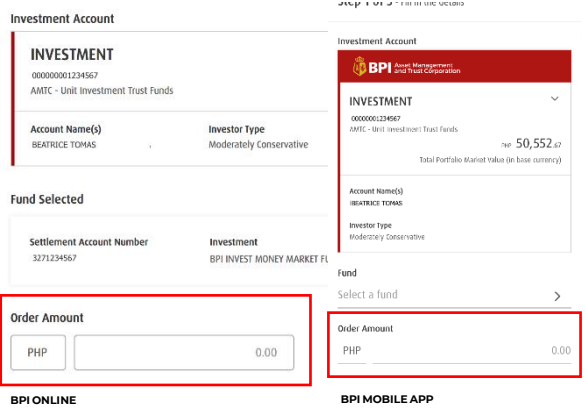 Investment Account
INVESTMENT
000000001234567
AMTC - Unit Investment Trust Funds
Account Name(s)
BEATRICE TOMAS
Investor Type
Moderately Conservative
Fund Selected
Settlement Account Number
3271234567
Investment
BPI INVEST MONEY MARKET FU
Order Amount
PHP 0.00
BPI ONLINE
Step 1 of 3 - Fill in the details
Investment Account
BPI Asset Management
and Trust Corporation
INVESTMENT
00000001234567
AMTC - Unit Investment Trust Funds
PHP 50,552.67
Total Portfolio Market Value (in base currency)
Account Name(s)
BEATRICE TOMAS
Investor Type
Moderately Conservative
Fund
Select a fund
Order Amount
PHP 0.00
BPI MOBILE APP